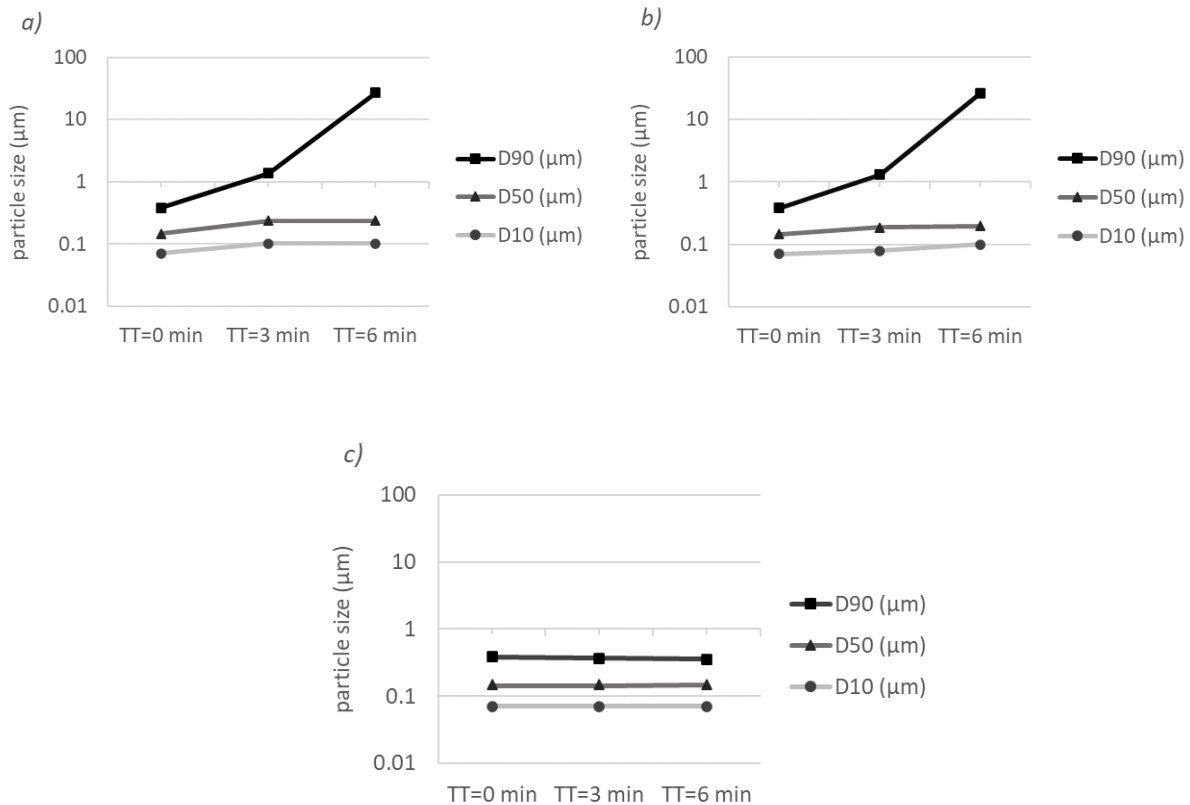 a)
100
10
1
0.1
0.01
particle size (µm)
TT=0 min TT=3 min TT=6 min
D90 (µm)
D50 (µm)
D10 (µm)
b)
100
10
1
0.1
0.01
particle size (µm)
TT=0 min TT=3 min TT=6 min
D90 (µm)
D50 (µm)
D10 (µm)
c)
100
10
1
0.1
0.01
particle size (µm)
TT=0 min TT=3 min TT=6 min
D90 (µm)
D50 (µm)
D10 (µm)